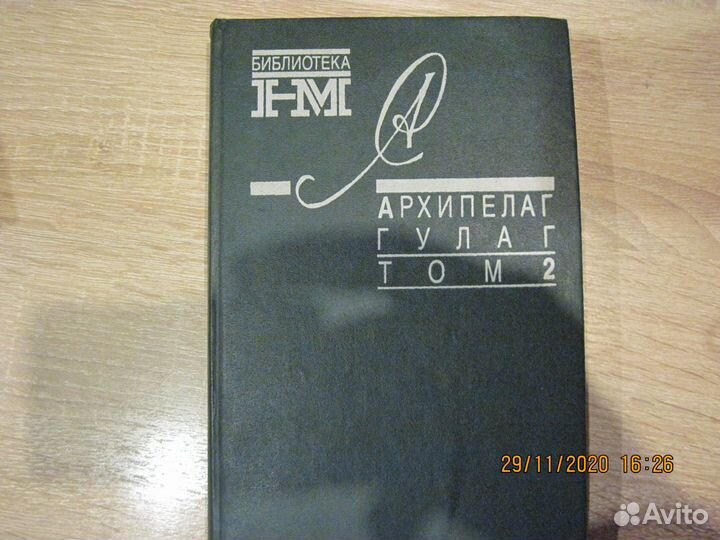 БИБЛИОТЕКА
НМ
А
АРХИПЕЛАГ
ГУЛАГ
ТОМ 2
29/11/2020 16:26
Avito